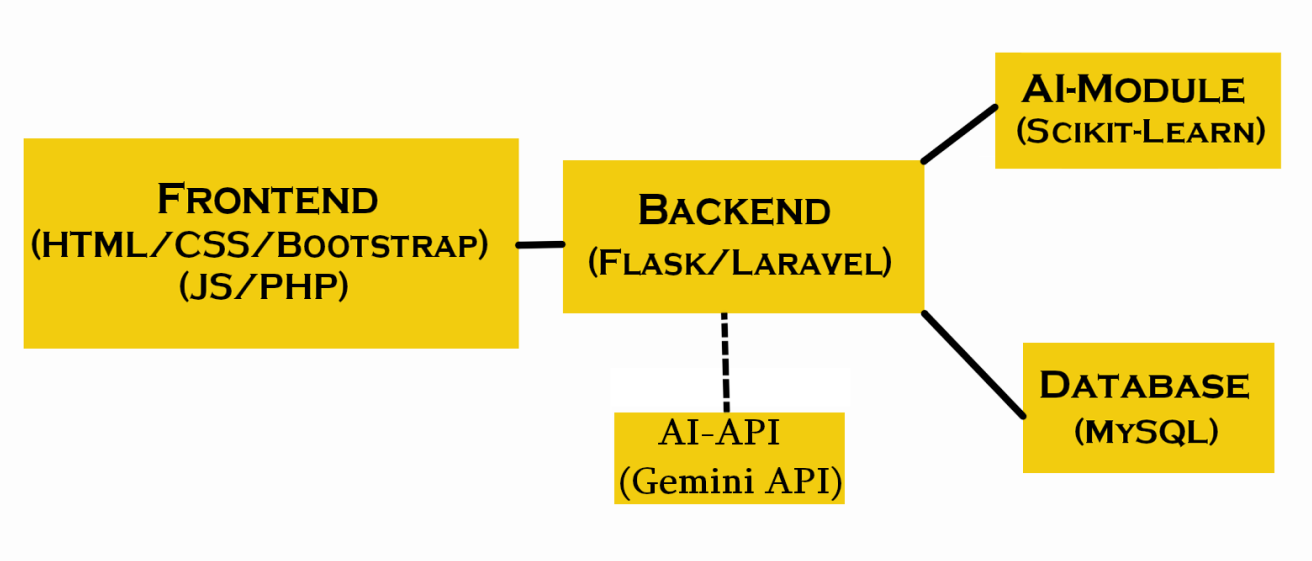 Frontend
(HTML/CSS/Bootstrap)
(JS/PHP)
Backend
(Flask/Laravel)
AI-Module
(Scikit-Learn)
AI-API
(Gemini API)
Database
(MySQL)